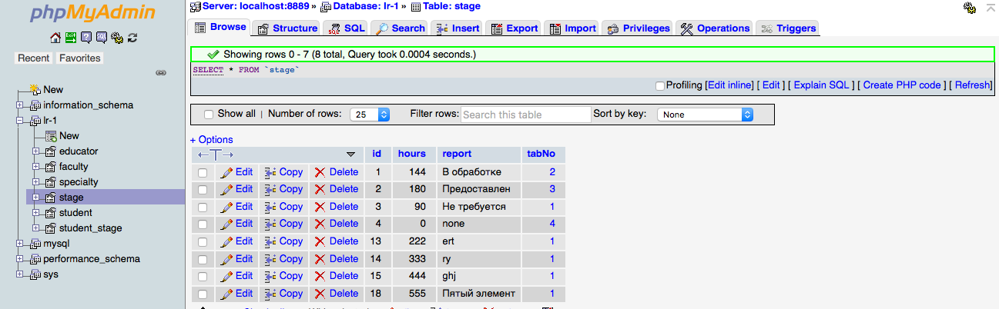 phpMyAdmin
Recent Favorites
New
information_schema
lr-1
New
educator
faculty
specialty
stage
student
student_stage
mysql
performance_schema
sys
Server: localhost:8889 » Database: lr-1 » Table: stage
Browse Structure SQL Search Insert Export Import Privileges Operations Triggers
Showing rows 0 - 7 (8 total, Query took 0.0004 seconds.)
SELECT * FROM `stage`
Profiling [Edit inline] [ Edit ] [ Explain SQL ] [ Create PHP code ] [ Refresh]
Show all | Number of rows: 25 Filter rows: Search this table Sort by key: None
+ Options
id hours report tabNo
Edit Copy Delete 1 144 В обработке 2
Edit Copy Delete 2 180 Предоставлен 3
Edit Copy Delete 3 90 Не требуется 1
Edit Copy Delete 4 0 none 4
Edit Copy Delete 13 222 ert 1
Edit Copy Delete 14 333 ry 1
Edit Copy Delete 15 444 ghj 1
Edit Copy Delete 18 555 Пятый элемент 1